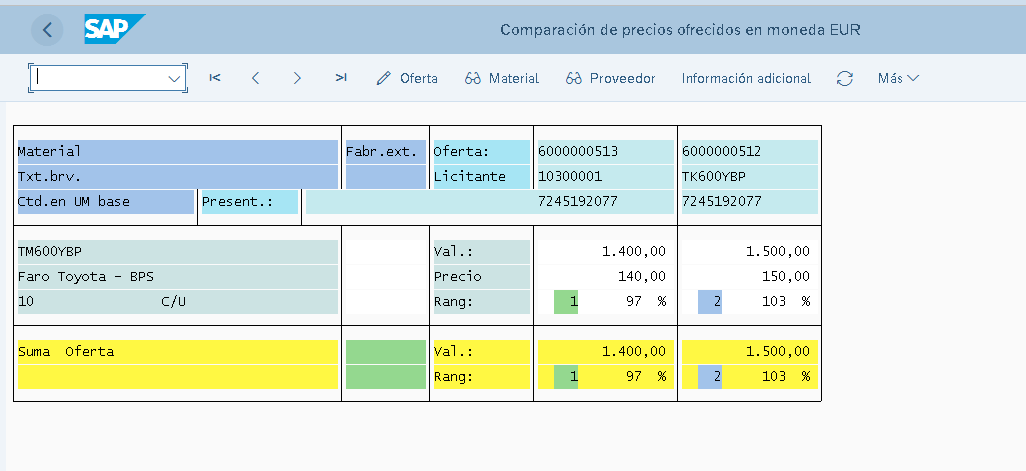 SAP
Comparación de precios ofrecidos en moneda EUR
Oferta Material Proveedor Información adicional Más
Material Fabr.ext. Oferta: 6000000513 6000000512
Txt.brv. Licitante 10300001 TK600YBP
Ctd.en UM base Present.: 7245192077 7245192077
TM600YBP Val.: 1.400,00 1.500,00
Faro Toyota - BPS Precio 140,00 150,00
10 C/U Rang: 1 97 % 2 103 %
Suma Oferta Val.: 1.400,00 1.500,00
Rang: 1 97 % 2 103 %